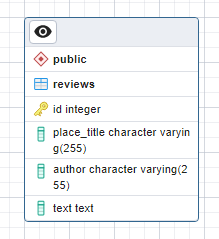 public
reviews
id integer
place_title character varyin
g(255)
author character varying(2
55)
text text